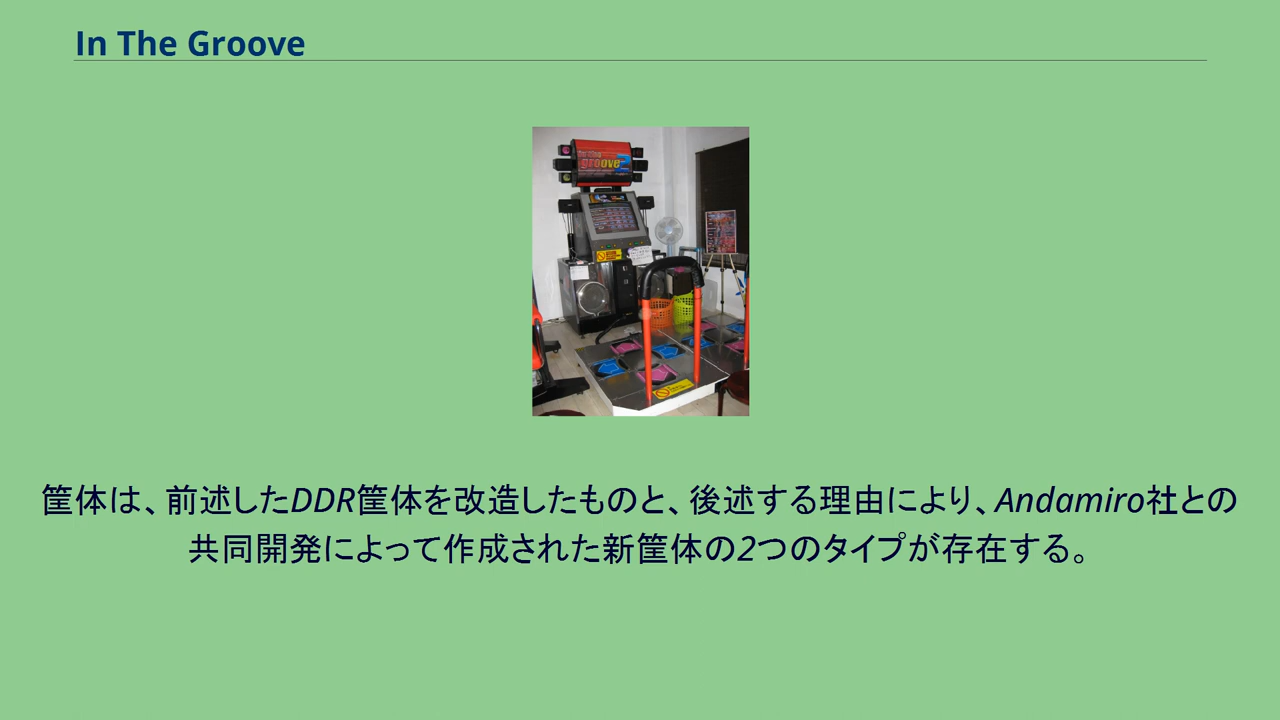 In The Groove
in the
groove
筐体は、前述したDDR筐体を改造したものと、後述する理由により、Andamiro社との
共同開発によって作成された新筐体の2つのタイプが存在する。